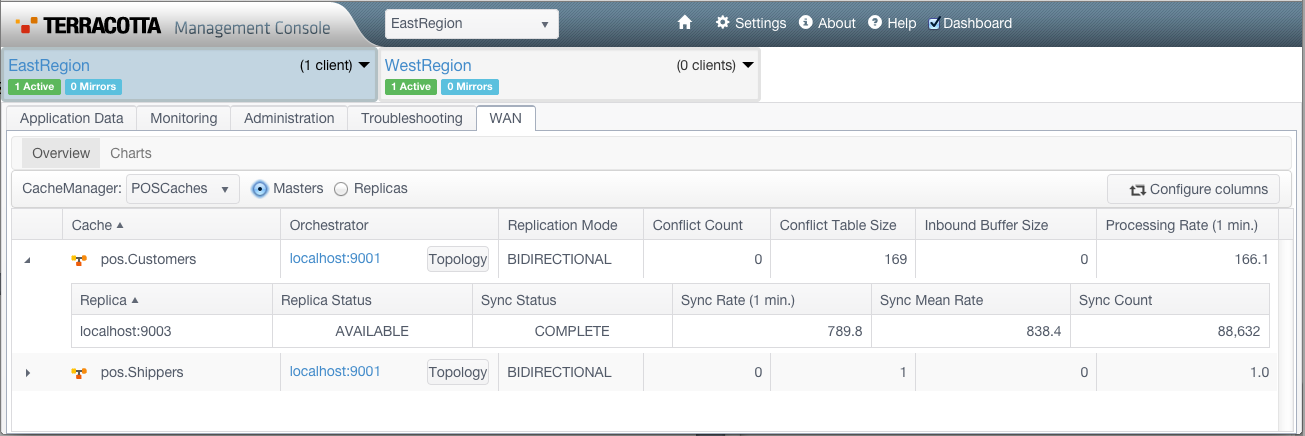 TERRACOTTA Management Console EastRegion Settings About Help Dashboard
EastRegion (1 client) WestRegion (0 clients)
1 Active 0 Mirrors 1 Active 0 Mirrors
Application Data Monitoring Administration Troubleshooting WAN
Overview Charts
CacheManager: POSCaches Masters Replicas Configure columns
Cache Orchestrator Replication Mode Conflict Count Conflict Table Size Inbound Buffer Size Processing Rate (1 min.)
pos.Customers localhost:9001 Topology BIDIRECTIONAL 0 169 0 166.1
Replica Replica Status Sync Status Sync Rate (1 min.) Sync Mean Rate Sync Count
localhost:9003 AVAILABLE COMPLETE 789.8 838.4 88,632
pos.Shippers localhost:9001 Topology BIDIRECTIONAL 0 1 0 1.0